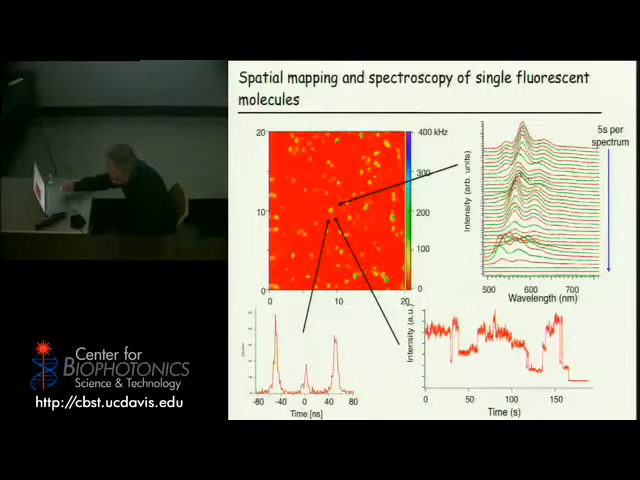 Spatial mapping and spectroscopy of single fluorescent
molecules
20
10
0
0
10
20
400 kHz
300
200
100
0
Intensity (arb. units)
5s per
spectrum
500
600
700
Wavelength (nm)
-80
-40
0
40
80
Time [ns]
Intensity (a.u.)
0
50
100
150
Time (s)
Center for
BIOPHOTONICS
Science & Technology
http://cbst.ucdavis.edu